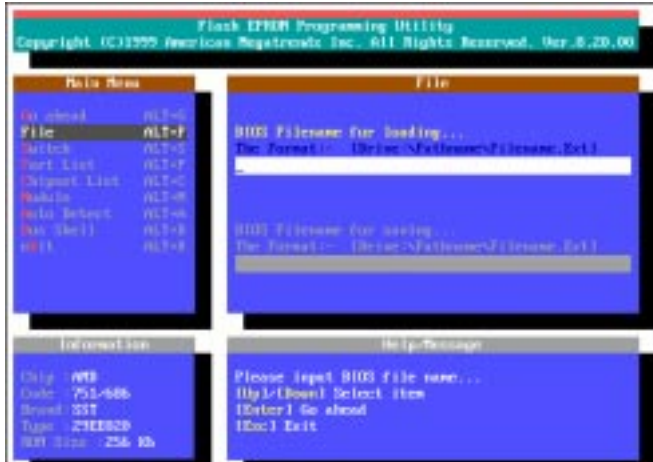 Flash EPROM Programming Utility
Copyright (C)1999 American Megatrends Inc. All Rights Reserved. Ver.8.20.00
Main Menu
Go ahead ALT+G
File ALT+F
Switch ALT+S
Part List ALT+P
Chipset List ALT+C
Module ALT+M
Auto Detect ALT+A
Dos Shell ALT+D
eXit ALT+X
File
BIOS Filename for loading...
The Format:- [Drive:\Pathname\Filename.Ext]
BIOS Filename for saving...
The Format:- [Drive:\Pathname\Filename.Ext]
Information
Chip : AMD
Code : 751/686
Brand : SST
Type : 29EE020
ROM Size : 256 Kb
Help/Message
Please input BIOS file name...
[Up]/[Down] Select item
[Enter] Go ahead
[Esc] Exit